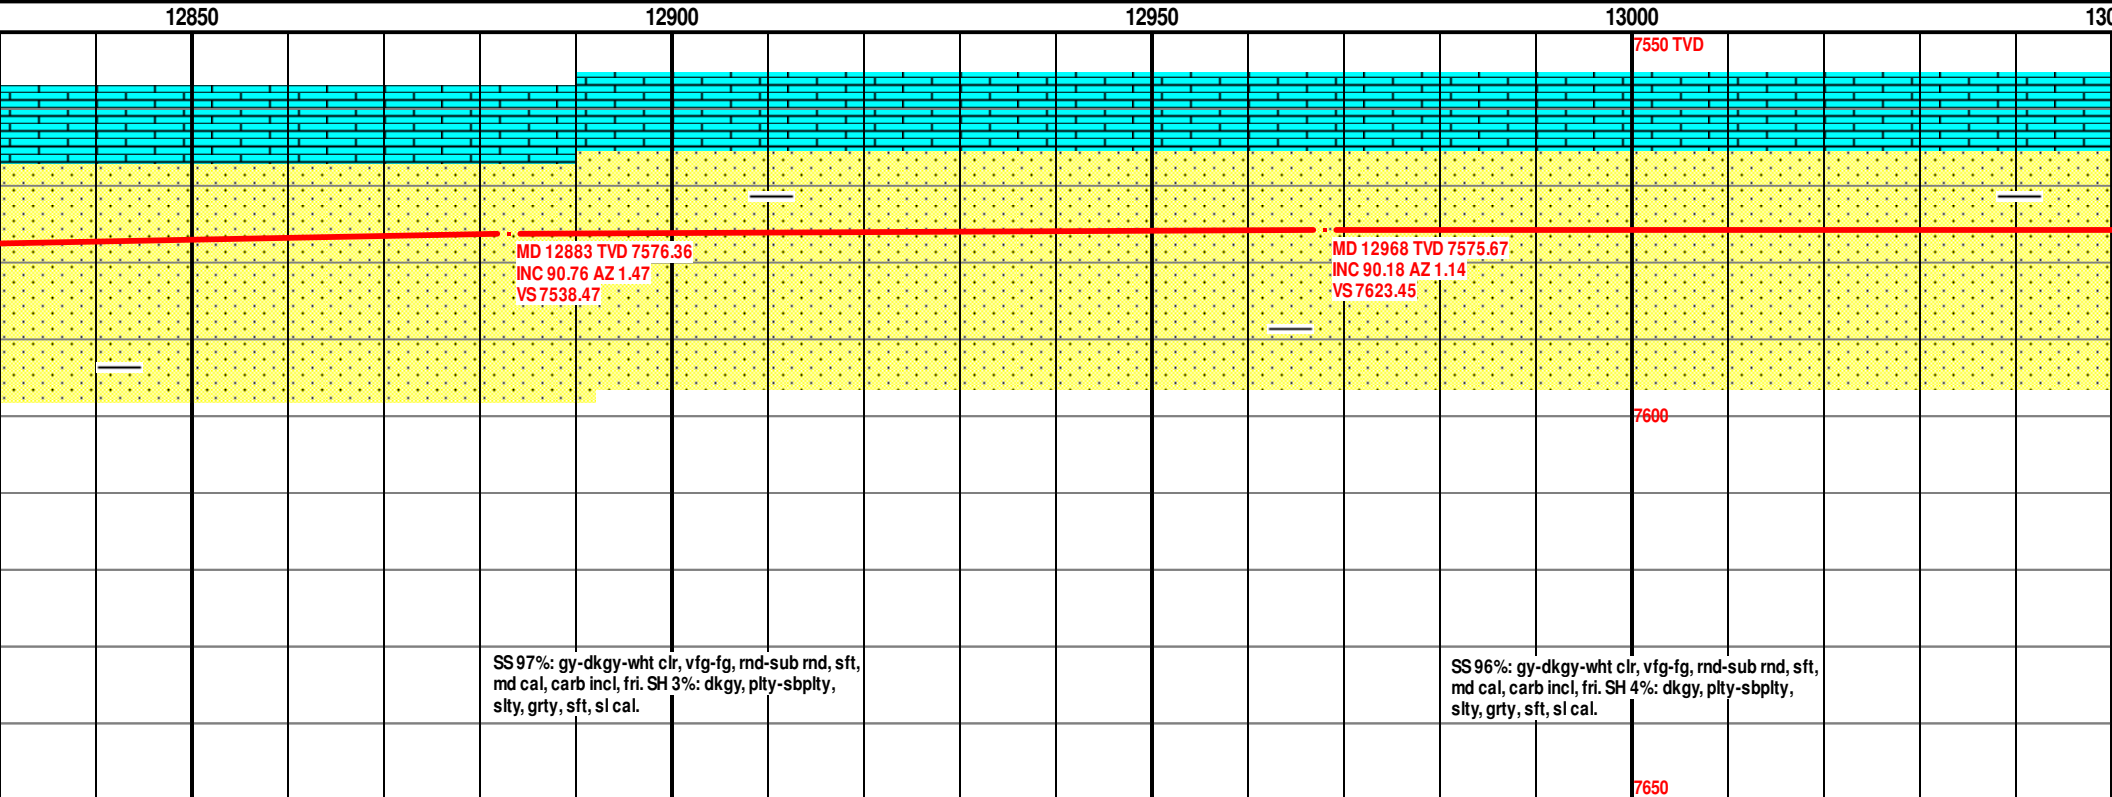 12850
12900
12950
13000
130
7550 TVD
MD 12883 TVD 7576.36
INC 90.76 AZ 1.47
VS 7538.47
MD 12968 TVD 7575.67
INC 90.18 AZ 1.14
VS 7623.45
7600
SS 97%: gy-dkgy-wht clr, vfg-fg, rnd-sub rnd, sft,
md cal, carb incl, fri. SH 3%: dkgy, plty-sbplty,
slty, grty, sft, sl cal.
SS 96%: gy-dkgy-wht clr, vfg-fg, rnd-sub rnd, sft,
md cal, carb incl, fri. SH 4%: dkgy, plty-sbplty,
slty, grty, sft, sl cal.
7650